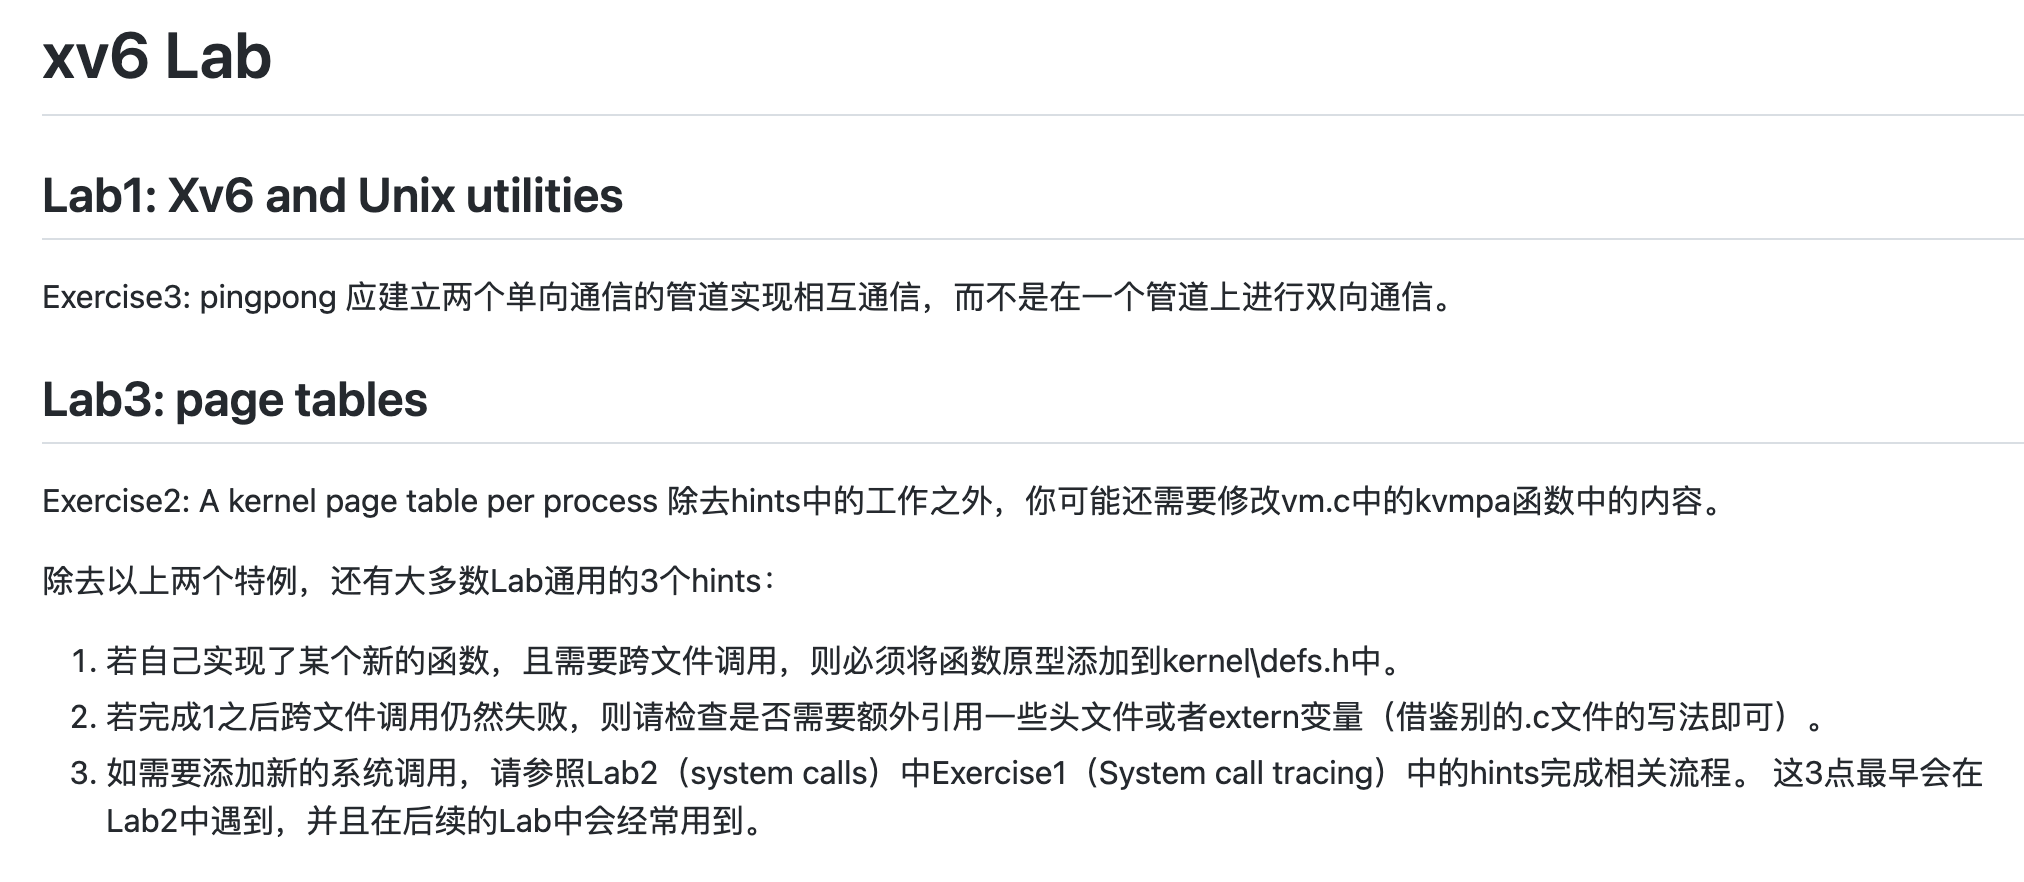 xv6 Lab
Lab1: Xv6 and Unix utilities
Exercise3: pingpong 应建立两个单向通信的管道实现相互通信，而不是在一个管道上进行双向通信。
Lab3: page tables
Exercise2: A kernel page table per process 除去hints中的工作之外，你可能还需要修改vm.c中的kvmpa函数中的内容。
除去以上两个特例，还有大多数Lab通用的3个hints：
1. 若自己实现了某个新的函数，且需要跨文件调用，则必须将函数原型添加到kernel\defs.h中。
2. 若完成1之后跨文件调用仍然失败，则请检查是否需要额外引用一些头文件或者extern变量（借鉴别的.c文件的写法即可）。
3. 如需要添加新的系统调用，请参照Lab2（system calls）中Exercise1（System call tracing）中的hints完成相关流程。 这3点最早会在
Lab2中遇到，并且在后续的Lab中会经常用到。